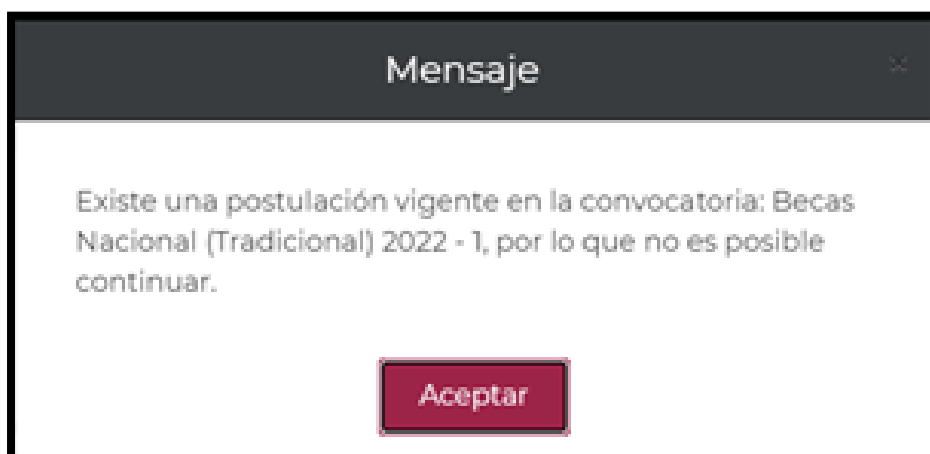 Mensaje
Existe una postulación vigente en la convocatoria: Becas
Nacional (Tradicional) 2022 - 1, por lo que no es posible
continuar.
Aceptar